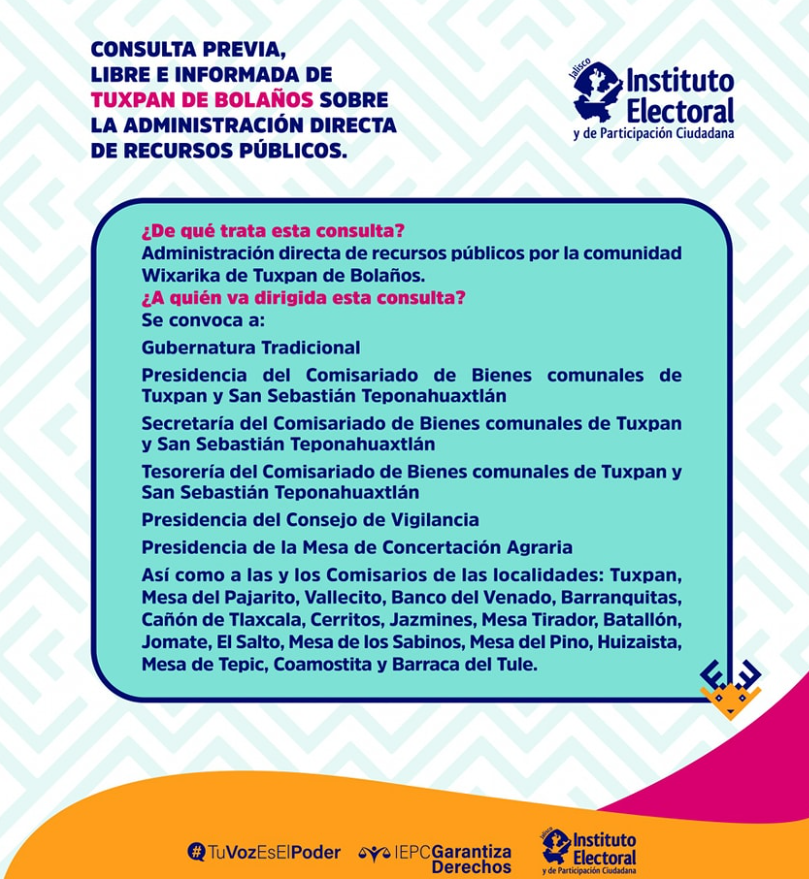 CONSULTA PREVIA,
LIBRE E INFORMADA DE
TUXPAN DE BOLAÑOS SOBRE
LA ADMINISTRACIÓN DIRECTA
DE RECURSOS PÚBLICOS.
Jalisco
Instituto
Electoral
y de Participación Ciudadana
¿De qué trata esta consulta?
Administración directa de recursos públicos por la comunidad
Wixarika de Tuxpan de Bolaños.
¿A quién va dirigida esta consulta?
Se convoca a:
Gubernatura Tradicional
Presidencia del Comisariado de Bienes comunales de
Tuxpan y San Sebastián Teponahuaxtlán
Secretaría del Comisariado de Bienes comunales de Tuxpan
y San Sebastián Teponahuaxtlán
Tesorería del Comisariado de Bienes comunales de Tuxpan y
San Sebastián Teponahuaxtlán
Presidencia del Consejo de Vigilancia
Presidencia de la Mesa de Concertación Agraria
Así como a las y los Comisarios de las localidades: Tuxpan,
Mesa del Pajarito, Vallecito, Banco del Venado, Barranquitas,
Cañón de Tlaxcala, Cerritos, Jazmines, Mesa Tirador, Batallón,
Jomate, El Salto, Mesa de los Sabinos, Mesa del Pino, Huizaista,
Mesa de Tepic, Coamostita y Barraca del Tule.
#TuVozEsElPoder
IEPCGarantiza
Derechos
Jalisco
Instituto
Electoral
y de Participación Ciudadana